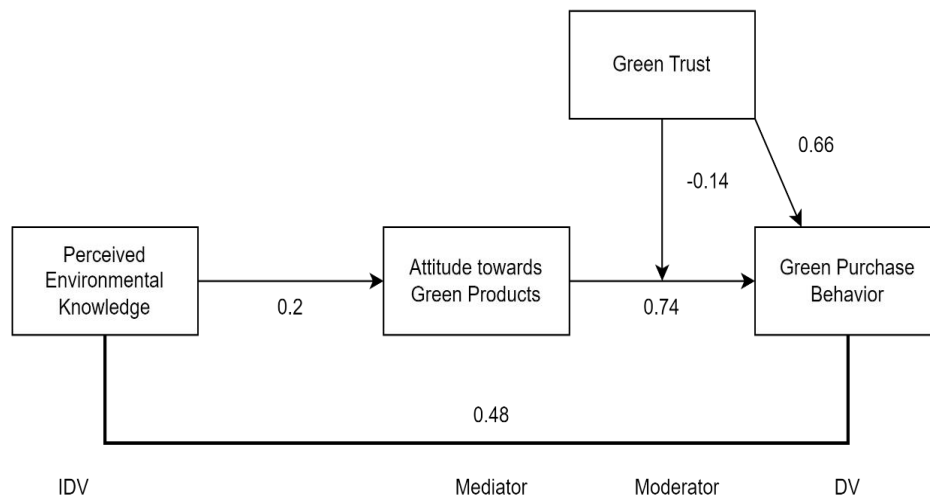 Green Trust
0.66
-0.14
Perceived
Environmental
Knowledge
0.2
Attitude towards
Green Products
0.74
Green Purchase
Behavior
0.48
IDV
Mediator
Moderator
DV